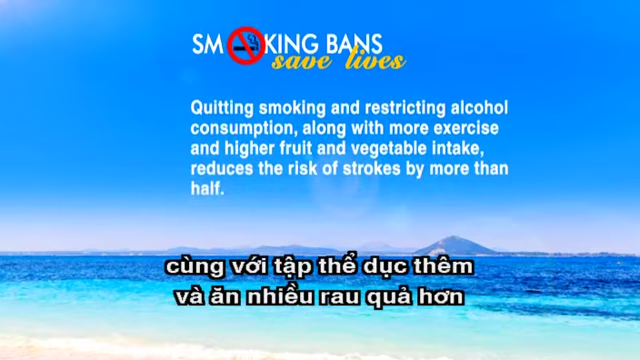 SMOKING BANS
save lives
Quitting smoking and restricting alcohol
consumption, along with more exercise
and higher fruit and vegetable intake,
reduces the risk of strokes by more than
half.
cùng với tập thể dục thêm
và ăn nhiều rau quả hơn